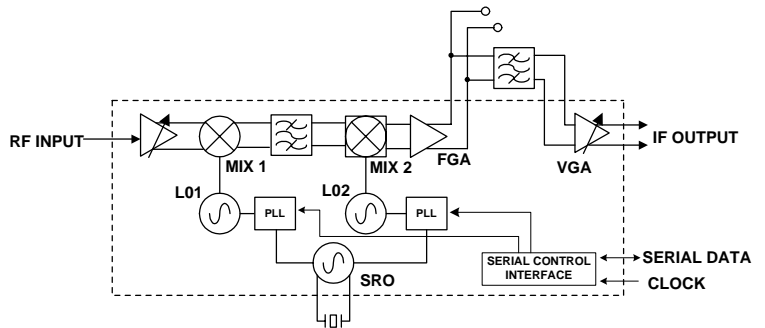 RF INPUT
MIX 1
MIX 2
FGA
VGA
IF OUTPUT
L01
L02
PLL
PLL
SRO
SERIAL CONTROL
INTERFACE
SERIAL DATA
CLOCK